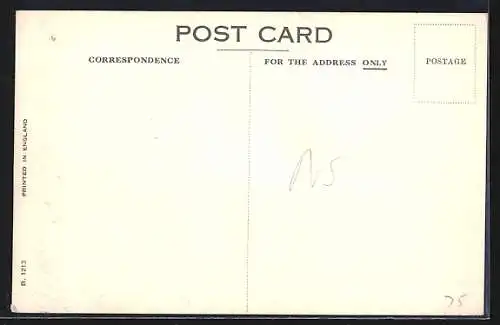 POST CARD
CORRESPONDENCE
FOR THE ADDRESS ONLY
POSTAGE
PRINTED IN ENGLAND
R. 1213
75